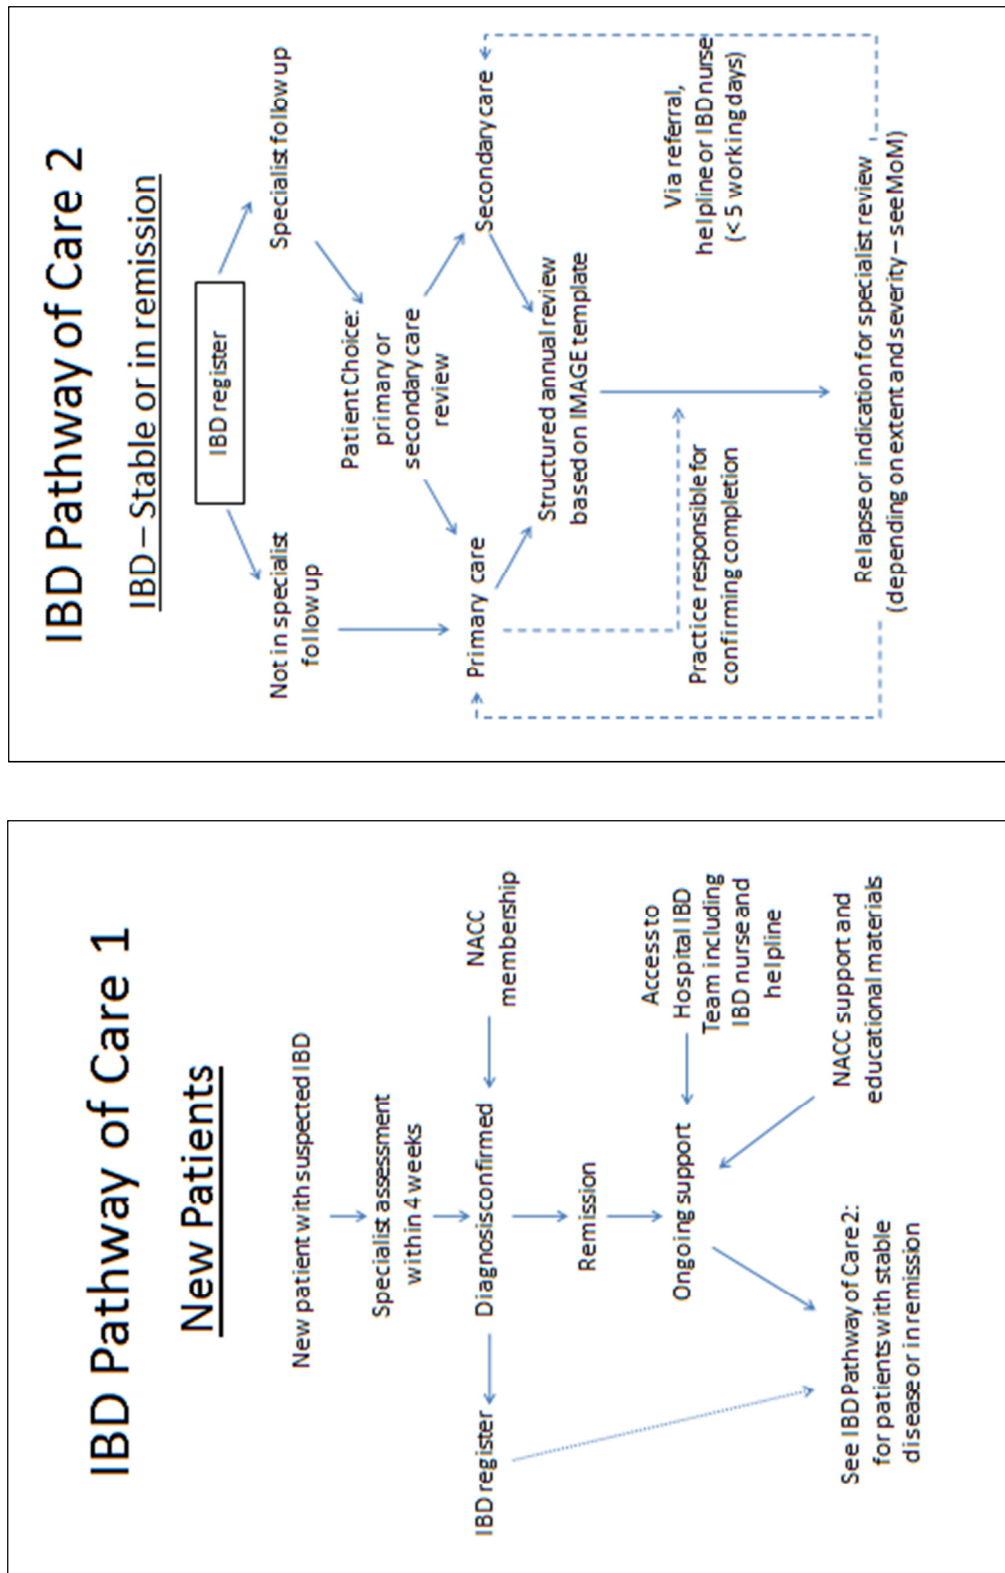 IBD Pathway of Care 1
New Patients
New patient with suspected IBD
Specialist assessment
within 4 weeks
IBD register
Diagnosis confirmed
NACC
membership
Remission
Ongoing support
Access to
Hospital IBD
Team including
IBD nurse and
helpline
See IBD Pathway of Care 2:
for patients with stable
disease or in remission
NACC support and
educational materials
IBD Pathway of Care 2
IBD – Stable or in remission
IBD register
Not in specialist
follow up
Specialist follow up
Patient Choice:
primary or
secondary care
review
Primary care
Secondary care
Structured annual review
based on IMAGE template
Practice responsible for
confirming completion
Via referral,
helpline or IBD nurse
(< 5 working days)
Relapse or indication for specialist review
(depending on extent and severity – see MoM)